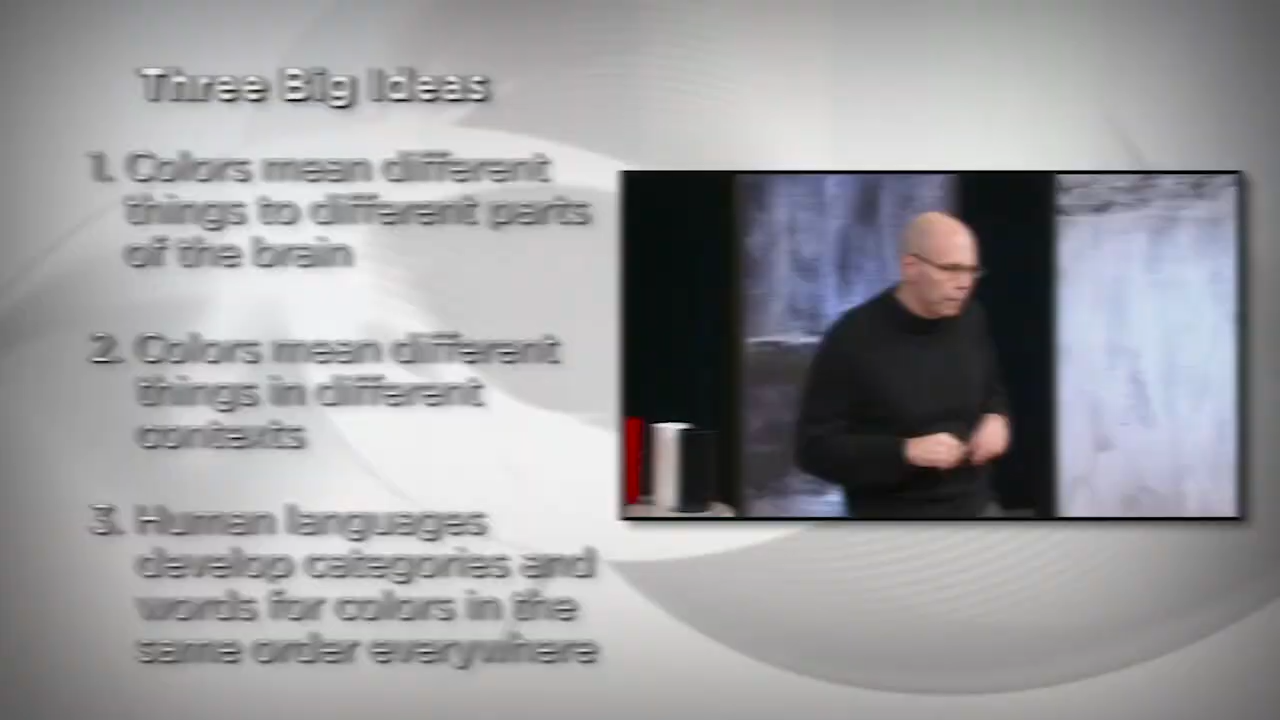 Three Big Ideas
1. Colors mean different
things to different parts
of the brain
2. Colors mean different
things in different
contexts
3. Human languages
develop categories and
words for colors in the
same order everywhere